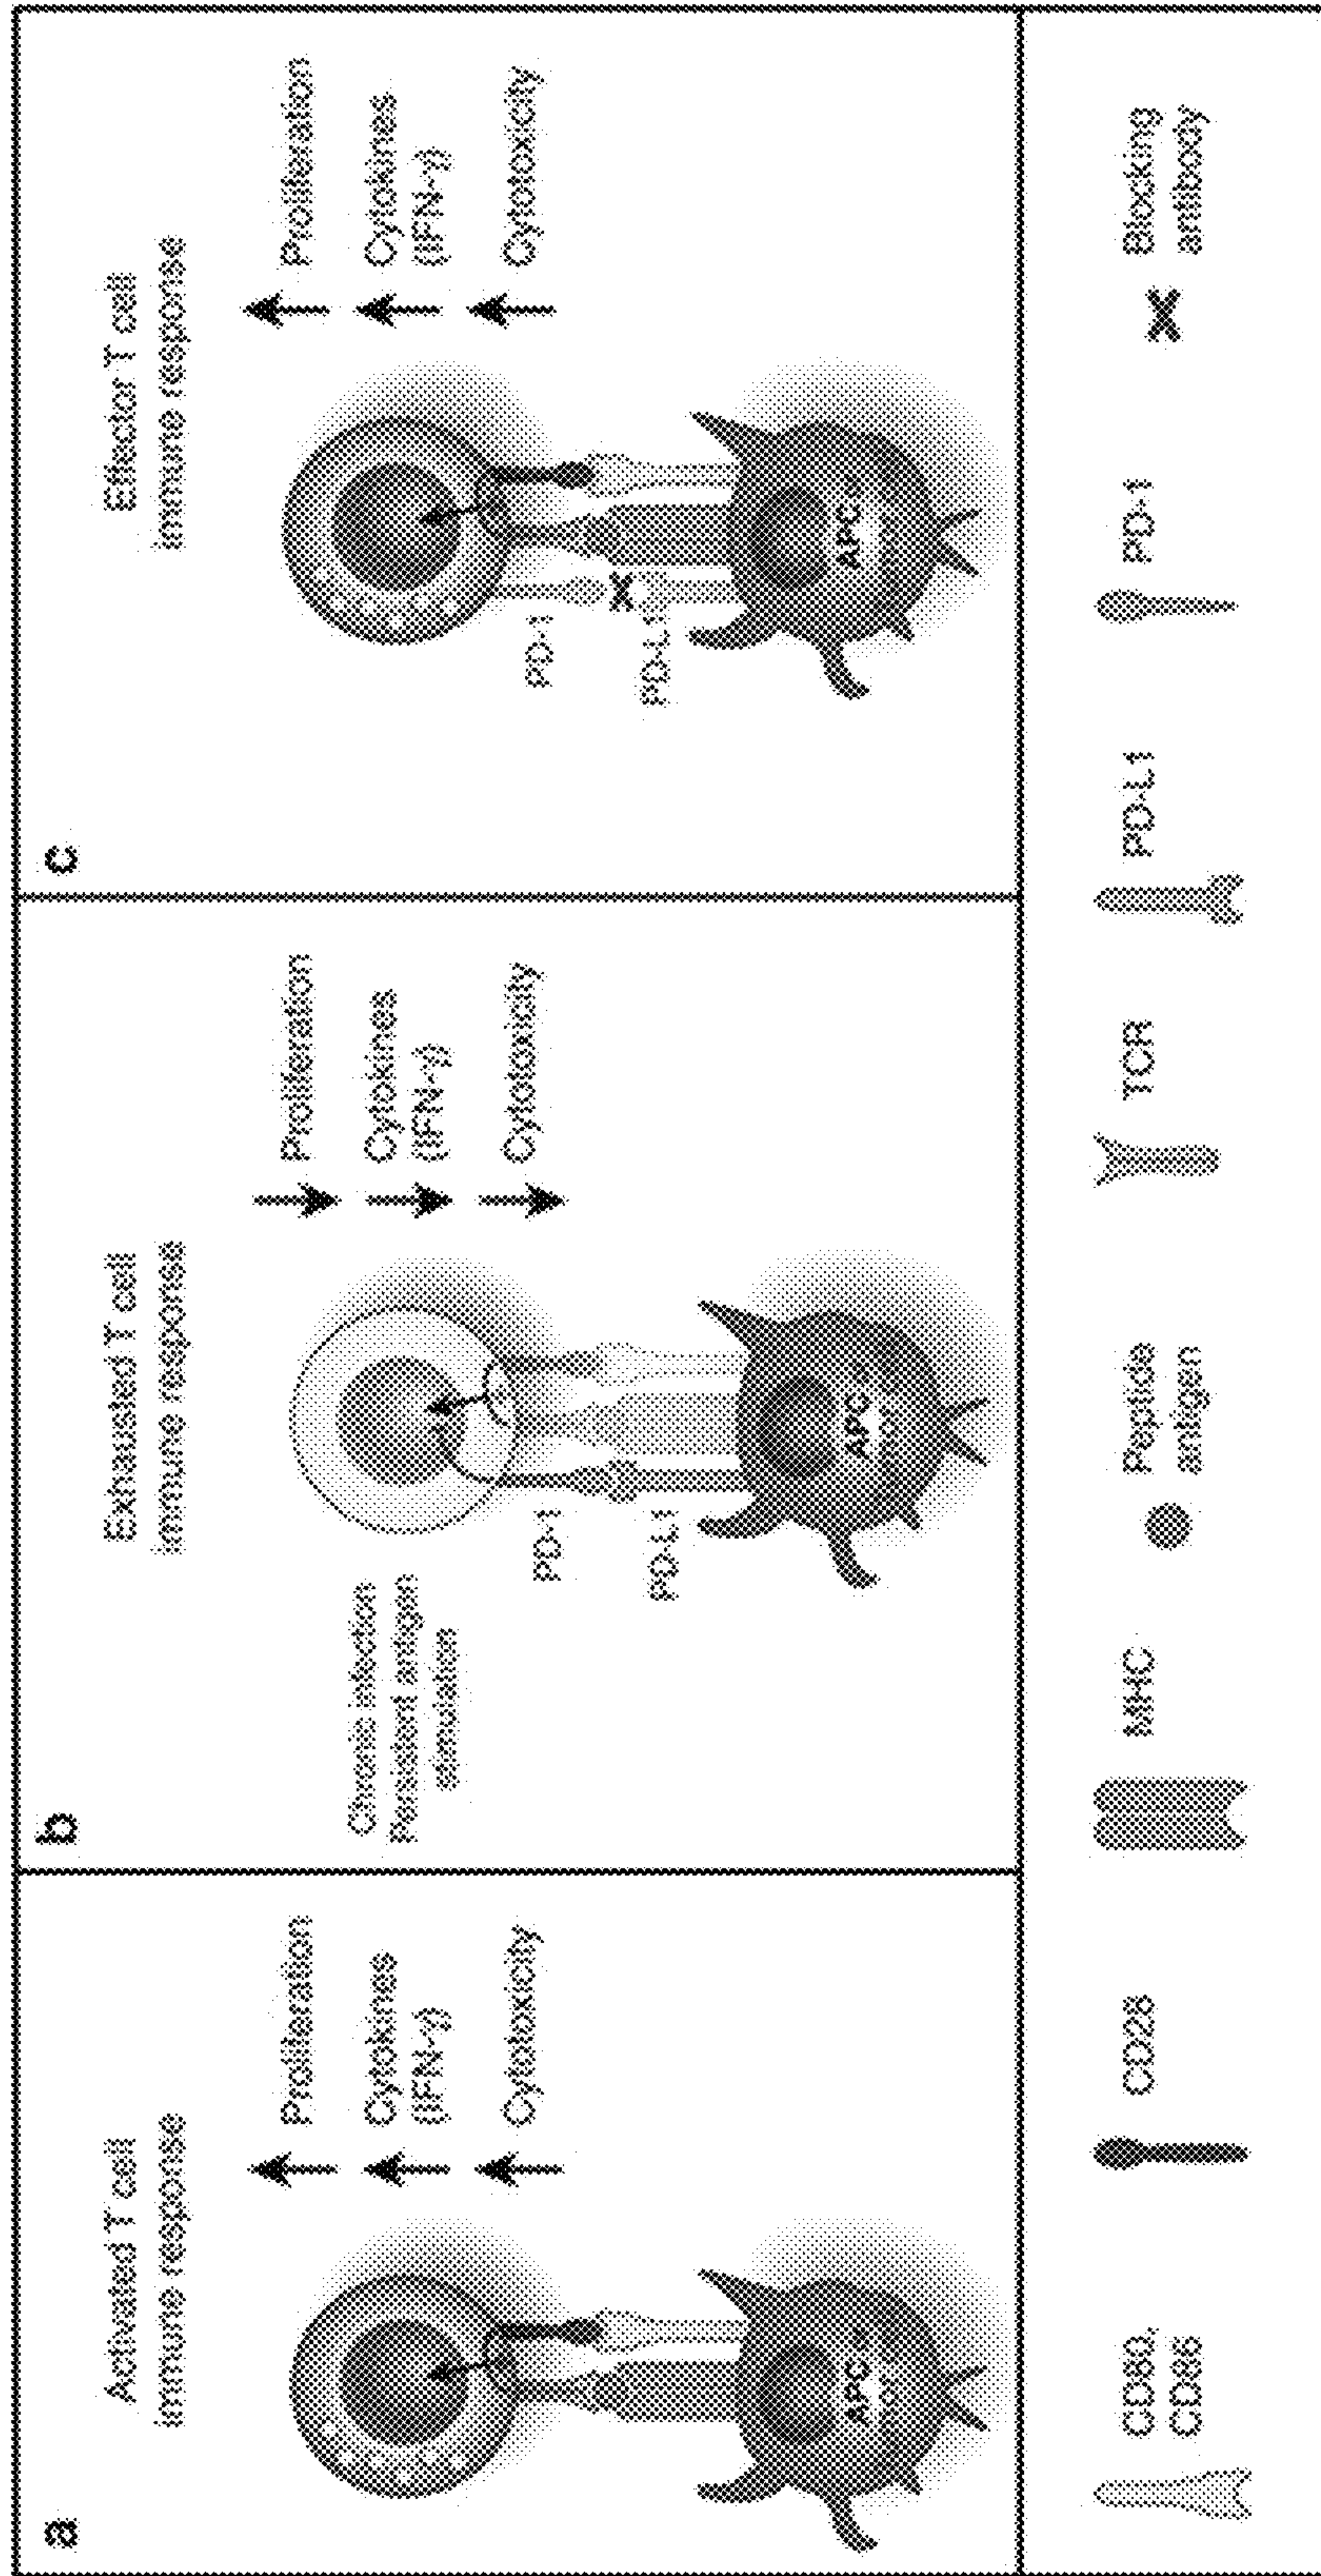 a
Activated T cell
immune response
Proliferation
Cytokines
(IFN-γ)
Cytotoxicity
APC
b
Exhausted T cell
immune response
Chronic infection
Persistent antigen
stimulation
Proliferation
Cytokines
(IFN-γ)
Cytotoxicity
PD-1
PD-L1
APC
c
Effector T cell
immune response
Proliferation
Cytokines
(IFN-γ)
Cytotoxicity
PD-1
PD-L1
APC
CD80,
CD86
CD28
MHC
Peptide
antigen
TCR
PD-L1
PD-1
Blocking
antibody